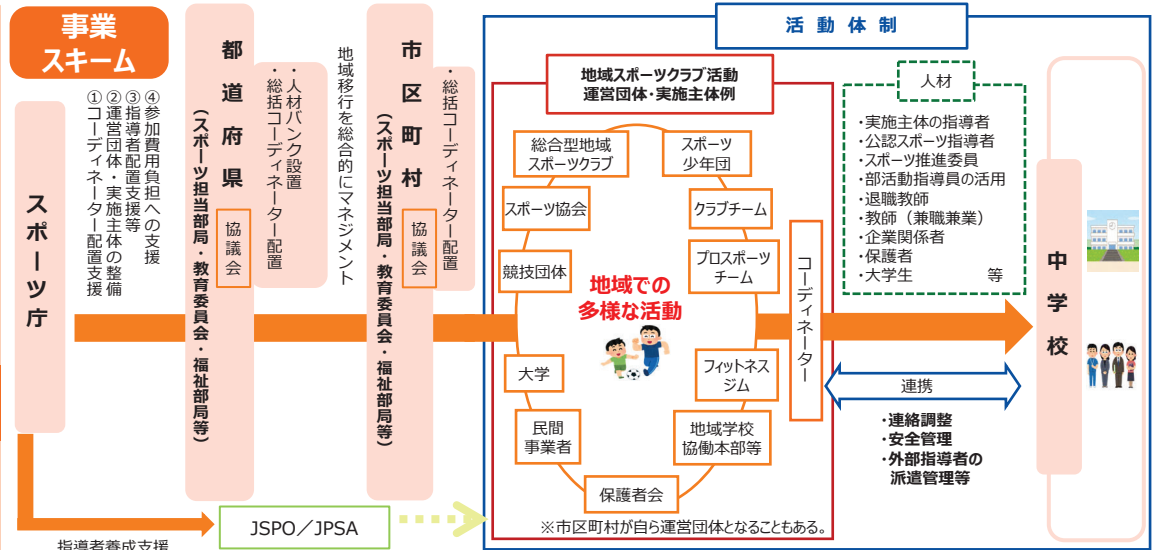 事業
スキーム
スポーツ庁
④参加費用負担への支援
③指導者配置支援等
②運営団体・実施主体の整備
①コーディネーター配置支援
都道府県
(スポーツ担当部局・教育委員会・福祉部局等)
協議会
・人材バンク設置
・総括コーディネーター配置
地域移行を総合的にマネジメント
市区町村
(スポーツ担当部局・教育委員会・福祉部局等)
協議会
・総括コーディネーター配置
JSPO/JPSA
指導者養成支援
活動体制
地域スポーツクラブ活動
運営団体・実施主体例
総合型地域
スポーツクラブ
スポーツ
少年団
スポーツ協会
クラブチーム
競技団体
プロスポーツ
チーム
地域での
多様な活動
大学
フィットネス
ジム
民間
事業者
地域学校
協働本部等
保護者会
※市区町村が自ら運営団体となることもある。
コーディネーター
人材
・実施主体の指導者
・公認スポーツ指導者
・スポーツ推進委員
・部活動指導員の活用
・退職教師
・教師(兼職兼業)
・企業関係者
・保護者
・大学生 等
連携
・連絡調整
・安全管理
・外部指導者の
派遣管理等
中学校